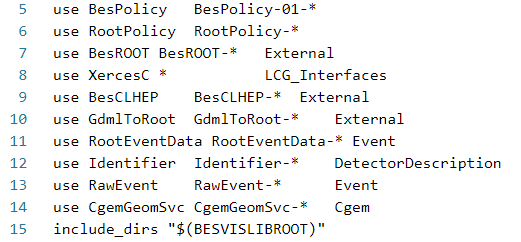 5 use BesPolicy   BesPolicy-01-*
6 use RootPolicy  RootPolicy-*
7 use BesROOT BesROOT-*   External
8 use XercesC *            LCG_Interfaces
9 use BesCLHEP    BesCLHEP-*  External
10 use GdmlToRoot  GdmlToRoot-*    External
11 use RootEventData RootEventData-* Event
12 use Identifier  Identifier-*    DetectorDescription
13 use RawEvent    RawEvent-*      Event
14 use CgemGeomSvc CgemGeomSvc-*   Cgem
15 include_dirs "$(BESVISLIBROOT)"